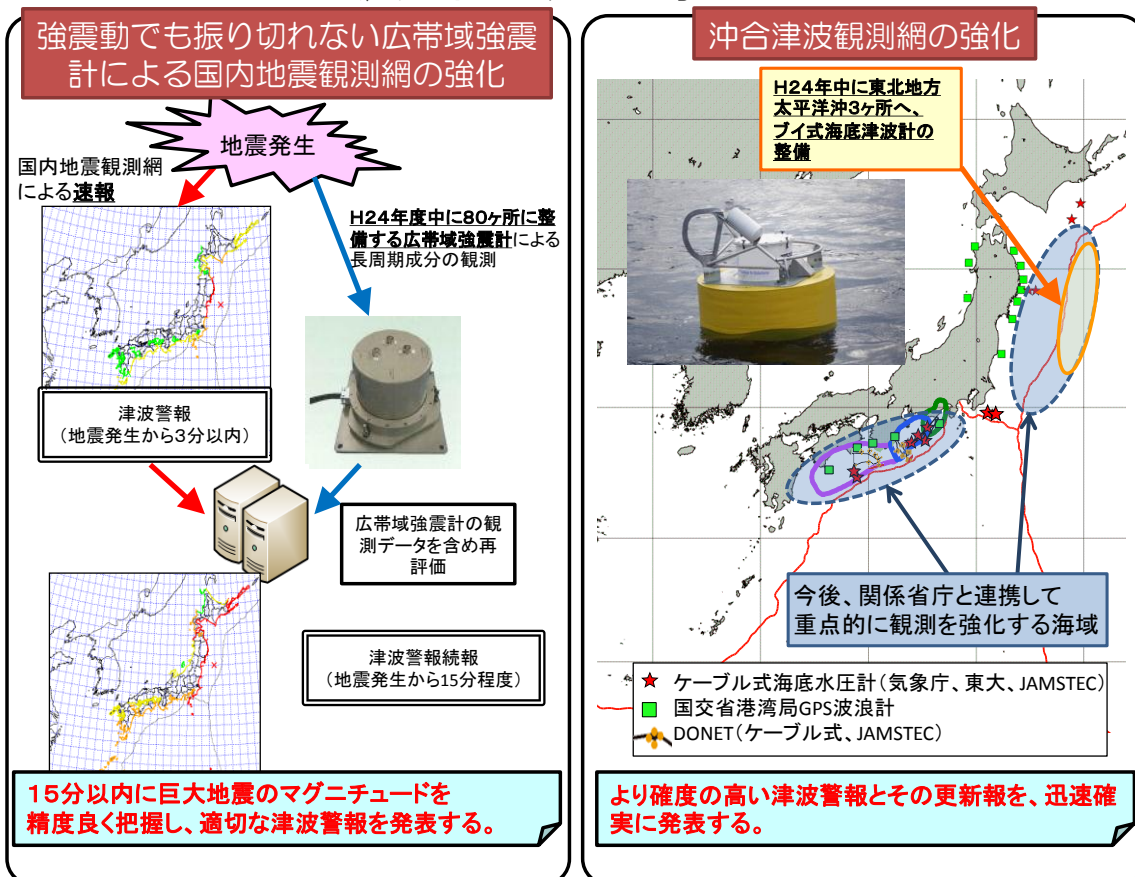 強震動でも振り切れない広帯域強震
計による国内地震観測網の強化
地震発生
国内地震観測網
による速報
H24年度中に80ヶ所に整
備する広帯域強震計による
長周期成分の観測
津波警報
(地震発生から3分以内)
広帯域強震計の観
測データを含め再
評価
津波警報続報
(地震発生から15分程度)
15分以内に巨大地震のマグニチュードを
精度良く把握し、適切な津波警報を発表する。
沖合津波観測網の強化
H24年中に東北地方
太平洋沖3ヶ所へ、
ブイ式海底津波計の
整備
今後、関係省庁と連携して
重点的に観測を強化する海域
ケーブル式海底水圧計(気象庁、東大、JAMSTEC)
国交省港湾局GPS波浪計
DONET(ケーブル式、JAMSTEC)
より確度の高い津波警報とその更新報を、迅速確
実に発表する。